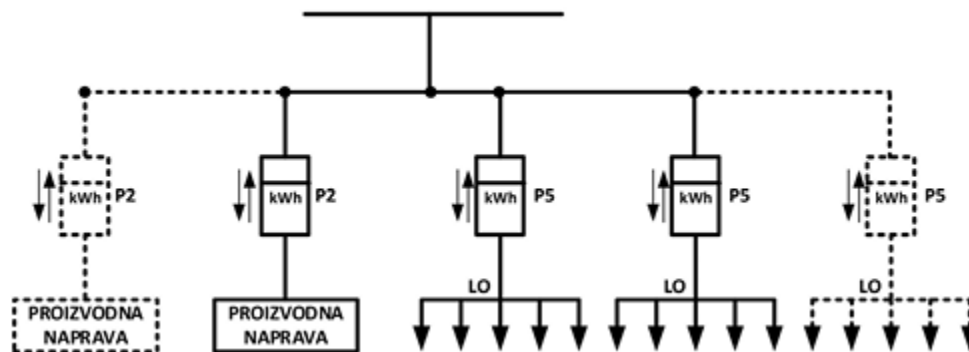 kWh P2 kWh P2 kWh P5 kWh P5 kWh P5
LO LO LO
PROIZVODNA NAPRAVA
PROIZVODNA NAPRAVA